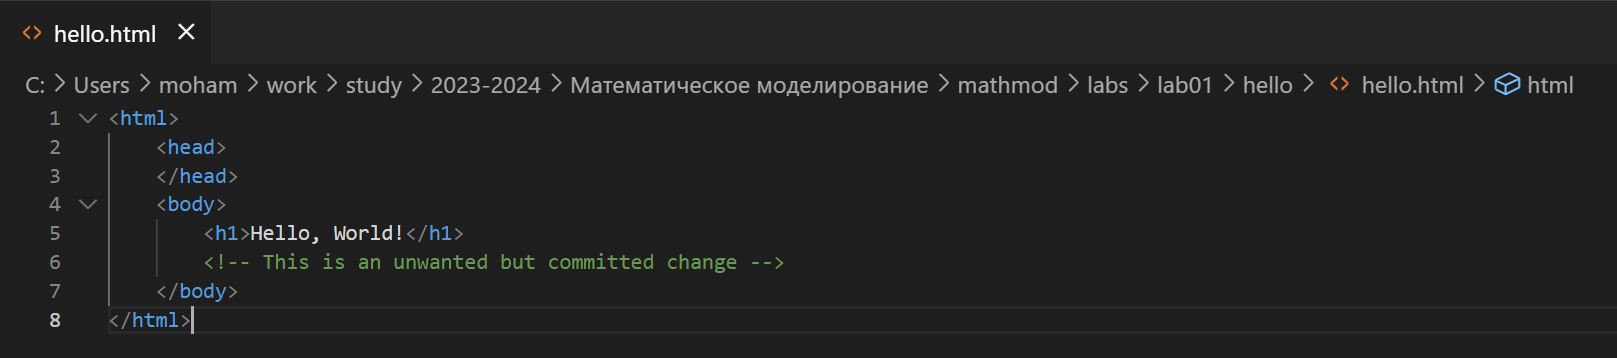 hello.html
C: > Users > moham > work > study > 2023-2024 > Математическое моделирование > mathmod > labs > lab01 > hello > hello.html > html
1 <html>
2 <head>
3 </head>
4 <body>
5 <h1>Hello, World!</h1>
6 <!-- This is an unwanted but committed change -->
7 </body>
8 </html>